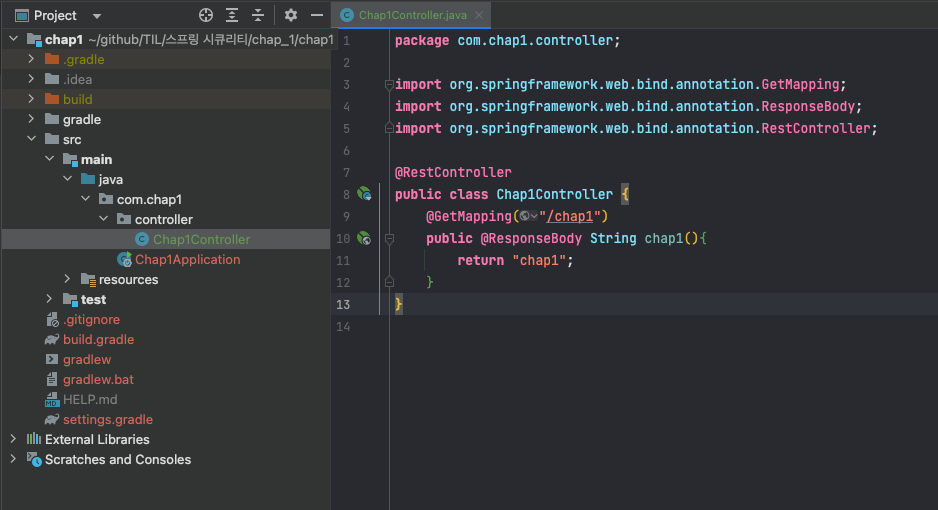 Project
chap1 ~/github/TIL/스프링 시큐리티/chap_1/chap1
.gradle
.idea
build
gradle
src
main
java
com.chap1
controller
Chap1Controller
Chap1Application
resources
test
.gitignore
build.gradle
gradlew
gradlew.bat
HELP.md
settings.gradle
External Libraries
Scratches and Consoles
Chap1Controller.java
1 package com.chap1.controller;
2
3 import org.springframework.web.bind.annotation.GetMapping;
4 import org.springframework.web.bind.annotation.ResponseBody;
5 import org.springframework.web.bind.annotation.RestController;
6
7 @RestController
8 public class Chap1Controller {
9 @GetMapping("/chap1")
10 public @ResponseBody String chap1(){
11 return "chap1";
12 }
13 }
14